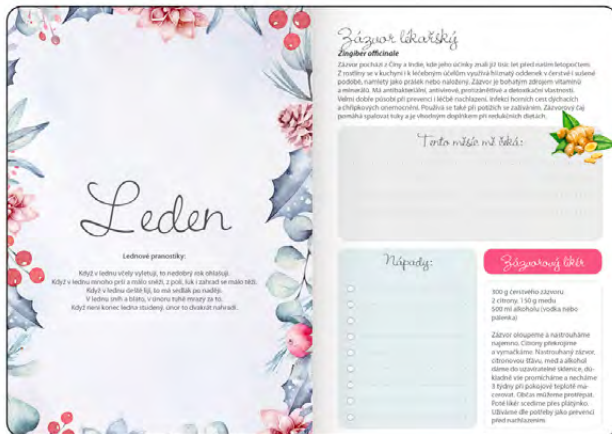 Leden
Lednové pranostiky:
Když v lednu včely vyletují, to nedobrý rok ohlašují.
Když v lednu mnoho prší a málo sněží, z polí, luk i zahrad se málo těží.
Když v lednu deště lijí, to má sedlák po naději.
V lednu sníh a bláto, v únoru tuhé mrazy za to.
Když není konec ledna studený, únor to dvakrát nahradí.
Zázvor lékařský
Zingiber officinale
Zázvor pochází z Číny a Indie, kde jeho účinky znali již tisíc let před naším letopočtem.
Z rostliny se v kuchyni i k léčebným účelům využívá hlíznatý oddenek v čerstvé i sušené
podobě, namletý jako prášek nebo naložený. Zázvor je bohatým zdrojem vitamínů
a minerálů. Má antibakteriální, antivirové, protizánětlivé a detoxikační vlastnosti.
Velmi dobře působí při prevenci i léčbě nachlazení, infekcí horních cest dýchacích
a chřipkových onemocnění. Používá se také při potížích se zažíváním. Zázvorový čaj
pomáhá spalovat tuky a je vhodným doplňkem při redukčních dietách.
Tento měsíc mě čeká:
Nápady:
Zázvorový likér
300 g čerstvého zázvoru
2 citrony, 150 g medu
500 ml alkoholu (vodka nebo
pálenka)
Zázvor oloupeme a nastrouháme
najemno. Citrony překrojíme
a vymačkáme. Nastrouhaný zázvor,
citronovou šťávu, med a alkohol
dáme do uzavíratelné sklenice, dů-
kladně vše promícháme a necháme
3 týdny při pokojové teplotě ma-
cerovat. Občas můžeme protřepat.
Poté likér scedíme přes plátýnko.
Užíváme dle potřeby jako prevenci
před nachlazením.